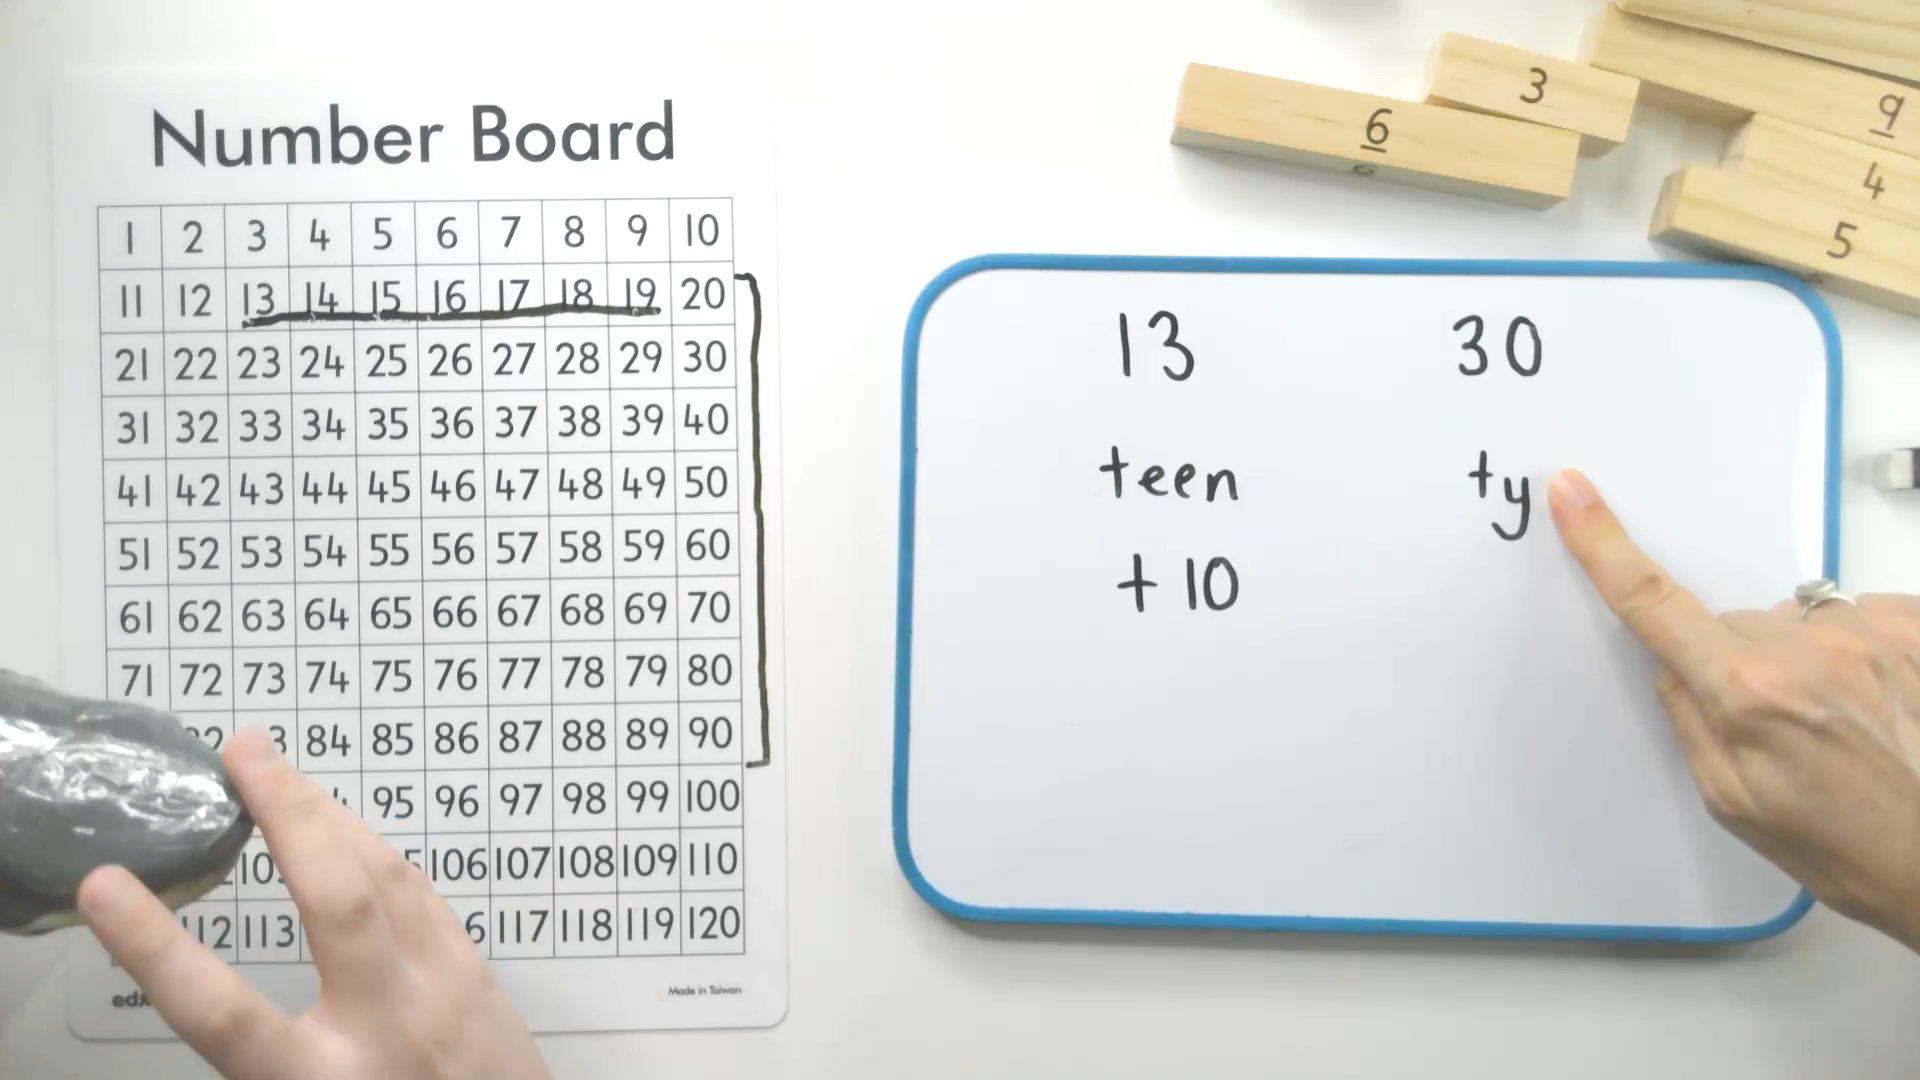 Number Board
1 2 3 4 5 6 7 8 9 10
11 12 13 14 15 16 17 18 19 20
21 22 23 24 25 26 27 28 29 30
31 32 33 34 35 36 37 38 39 40
41 42 43 44 45 46 47 48 49 50
51 52 53 54 55 56 57 58 59 60
61 62 63 64 65 66 67 68 69 70
71 72 73 74 75 76 77 78 79 80
84 85 86 87 88 89 90
95 96 97 98 99 100
106 107 108 109 110
112 113 117 118 119 120
Made in Taiwan
6
3
9
4
5
13 30
teen ty
+ 10